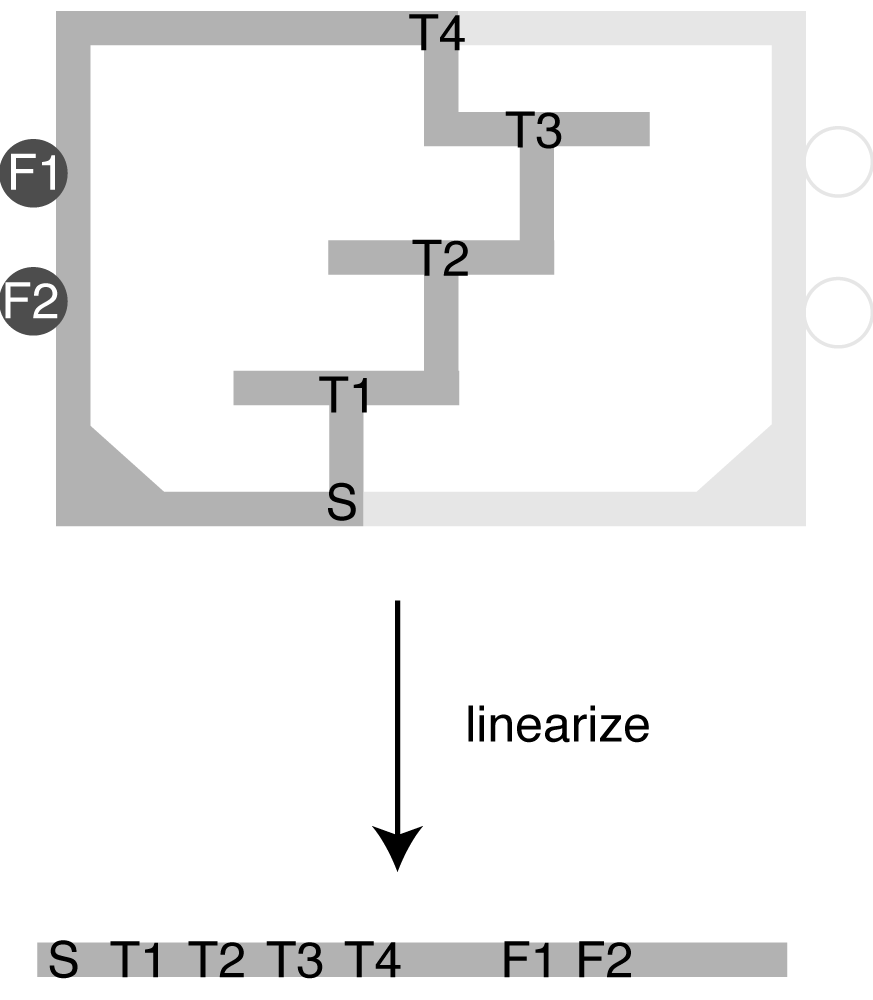 T4
T3
F1
T2
F2
T1
S
linearize
S T1 T2 T3 T4 F1 F2